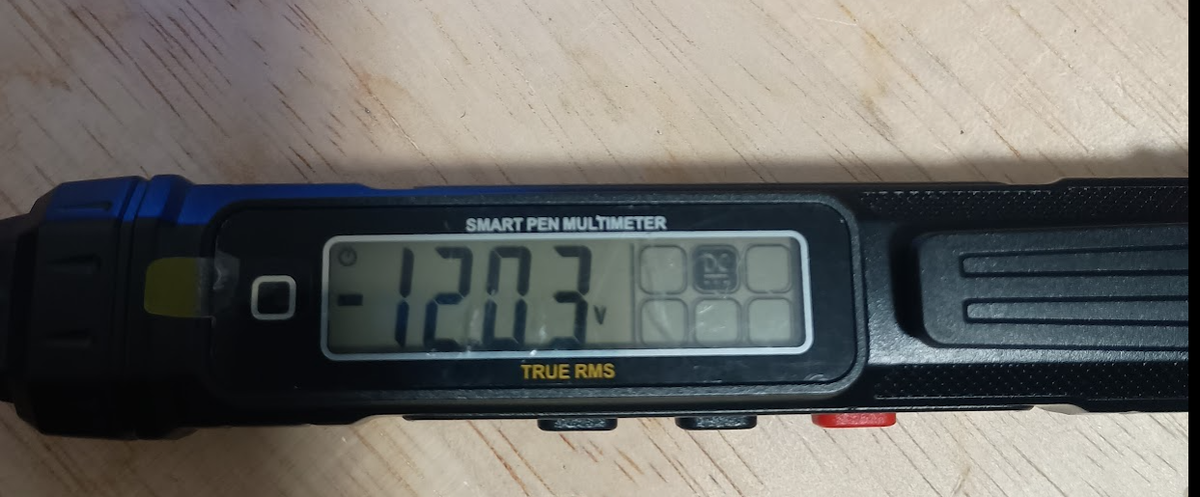 SMART PEN MULTIMETER
-120.3 V DC
TRUE RMS